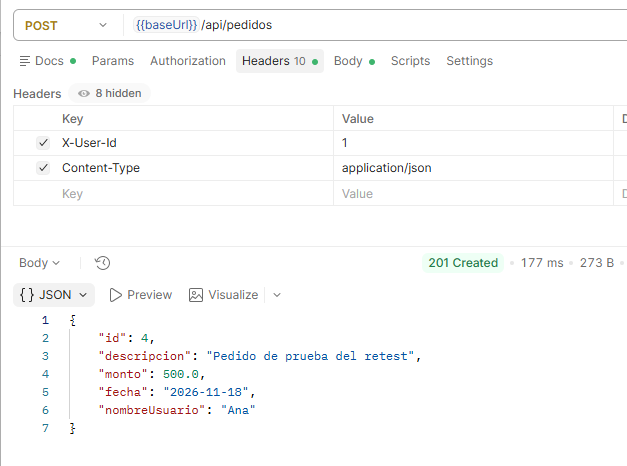 POST {{baseUrl}} /api/pedidos
Docs Params Authorization Headers 10 Body Scripts Settings
Headers 8 hidden
Key Value D
X-User-Id 1
Content-Type application/json
Key Value D
Body 201 Created 177 ms 273 B
{} JSON Preview Visualize
1 {
2 "id": 4,
3 "descripcion": "Pedido de prueba del retest",
4 "monto": 500.0,
5 "fecha": "2026-11-18",
6 "nombreUsuario": "Ana"
7 }